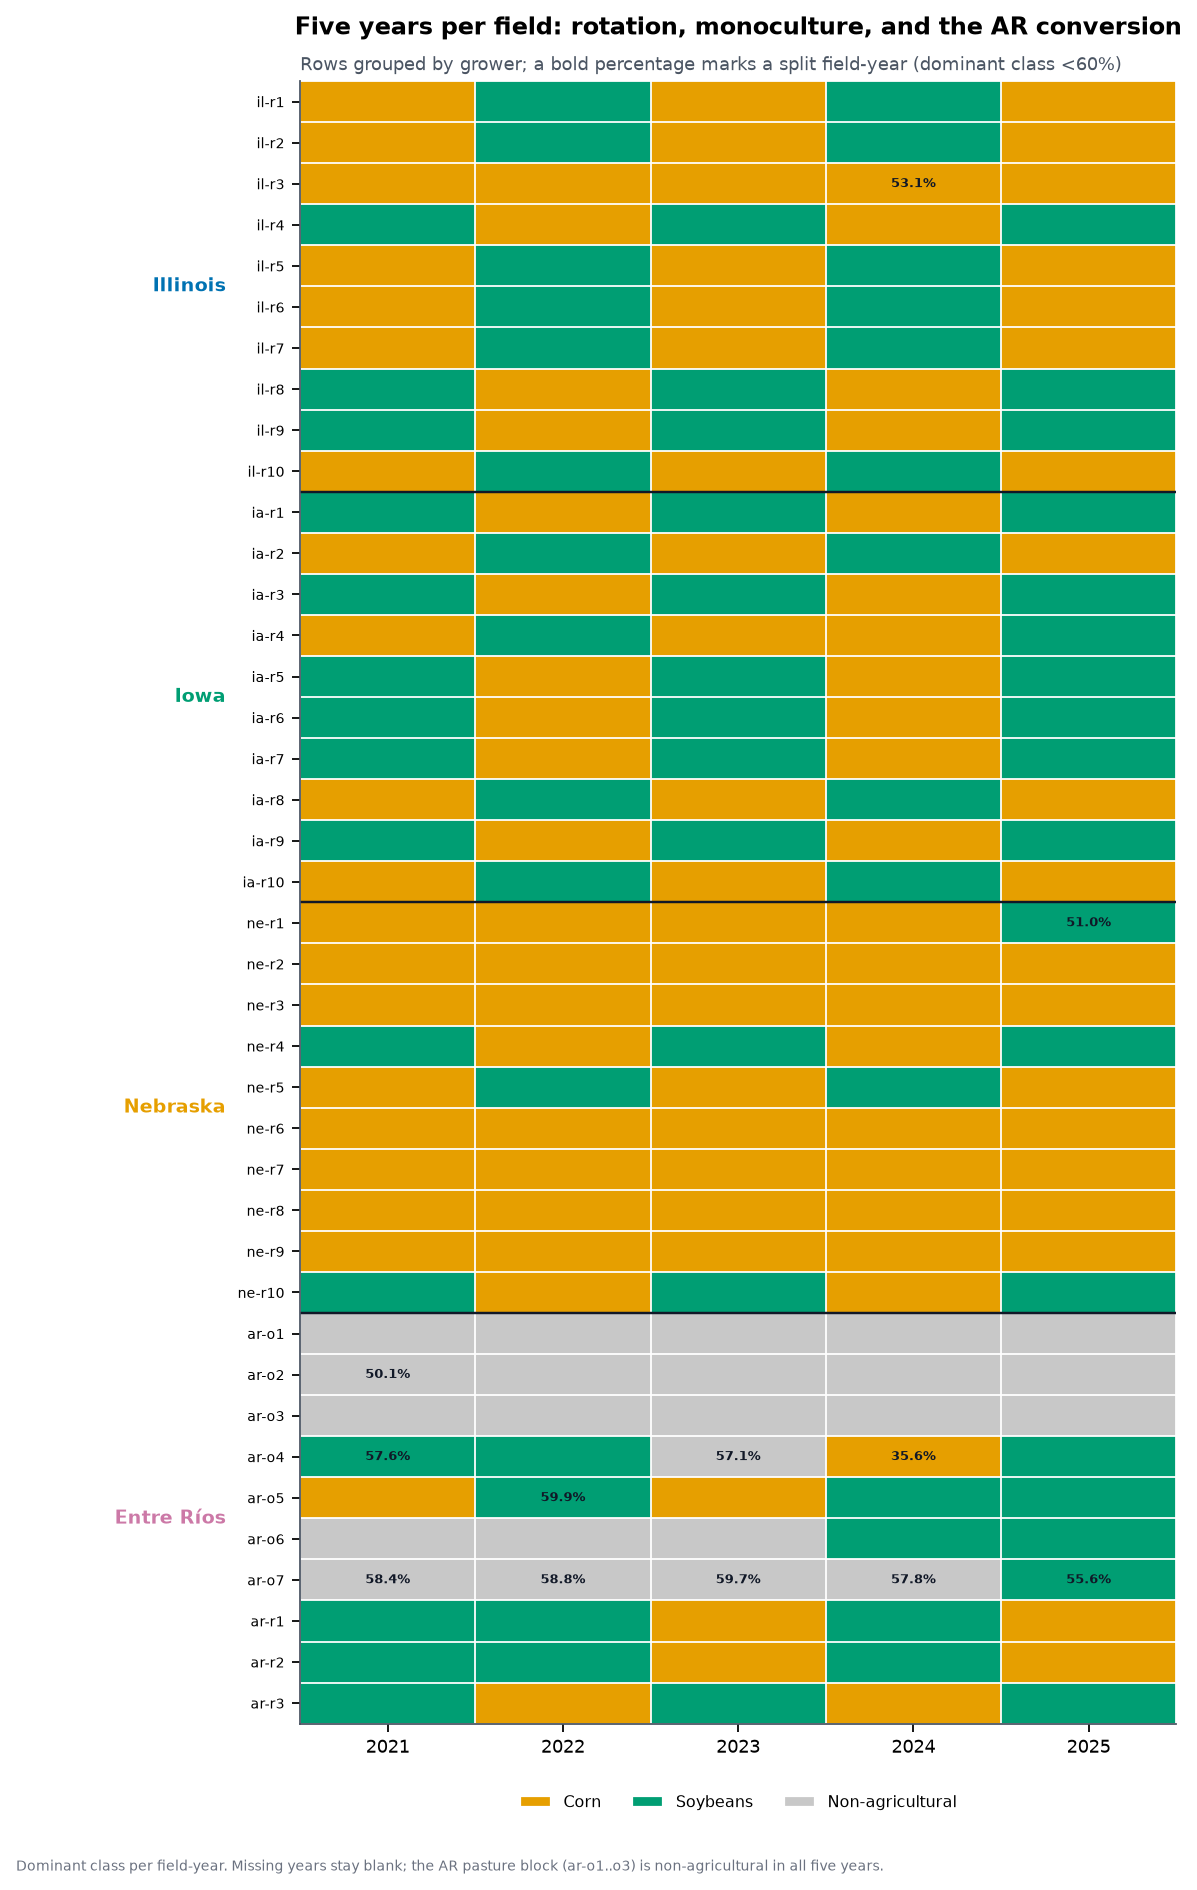 Five years per field: rotation, monoculture, and the AR conversion
Rows grouped by grower; a bold percentage marks a split field-year (dominant class <60%)
il-r1
il-r2
il-r3 53.1%
il-r4
il-r5
Illinois
il-r6
il-r7
il-r8
il-r9
il-r10
ia-r1
ia-r2
ia-r3
ia-r4
ia-r5
Iowa
ia-r6
ia-r7
ia-r8
ia-r9
ia-r10
ne-r1 51.0%
ne-r2
ne-r3
ne-r4
ne-r5
Nebraska
ne-r6
ne-r7
ne-r8
ne-r9
ne-r10
ar-o1
ar-o2 50.1%
ar-o3
ar-o4 57.6% 57.1% 35.6%
ar-o5 59.9%
Entre Ríos
ar-o6
ar-o7 58.4% 58.8% 59.7% 57.8% 55.6%
ar-r1
ar-r2
ar-r3
2021 2022 2023 2024 2025
Corn Soybeans Non-agricultural
Dominant class per field-year. Missing years stay blank; the AR pasture block (ar-o1..o3) is non-agricultural in all five years.